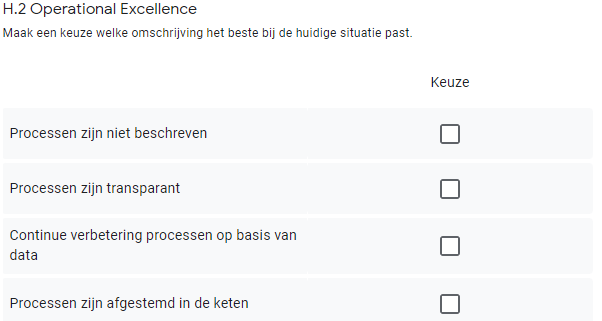 H.2 Operational Excellence
Maak een keuze welke omschrijving het beste bij de huidige situatie past.
Keuze
Processen zijn niet beschreven
Processen zijn transparant
Continue verbetering processen op basis van
data
Processen zijn afgestemd in de keten